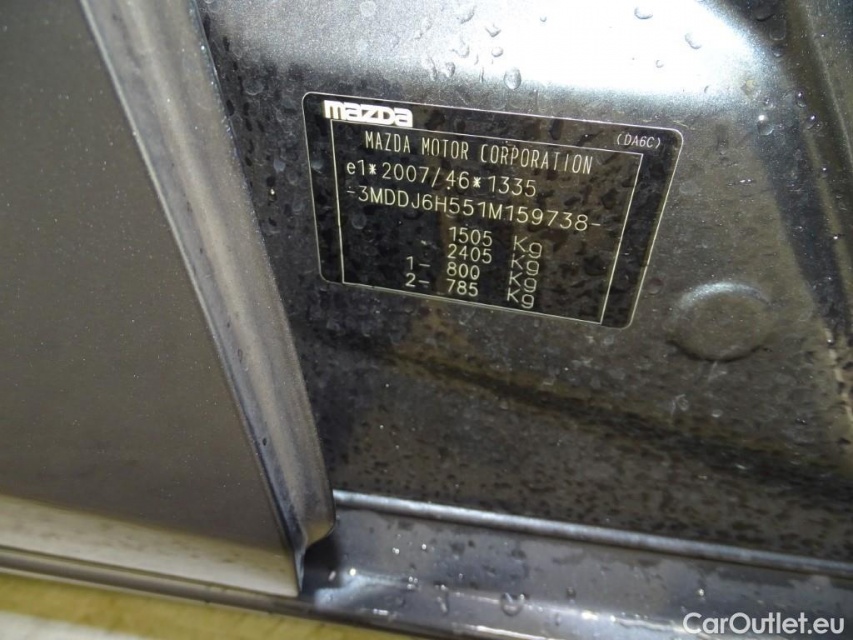 mazda
(DA6C)
MAZDA MOTOR CORPORATION
e1*2007/46*1335
-3MDDJ6H551M159738-
- 1505 Kg
- 2405 Kg
1- 800 Kg
2- 785 Kg
CarOutlet.eu